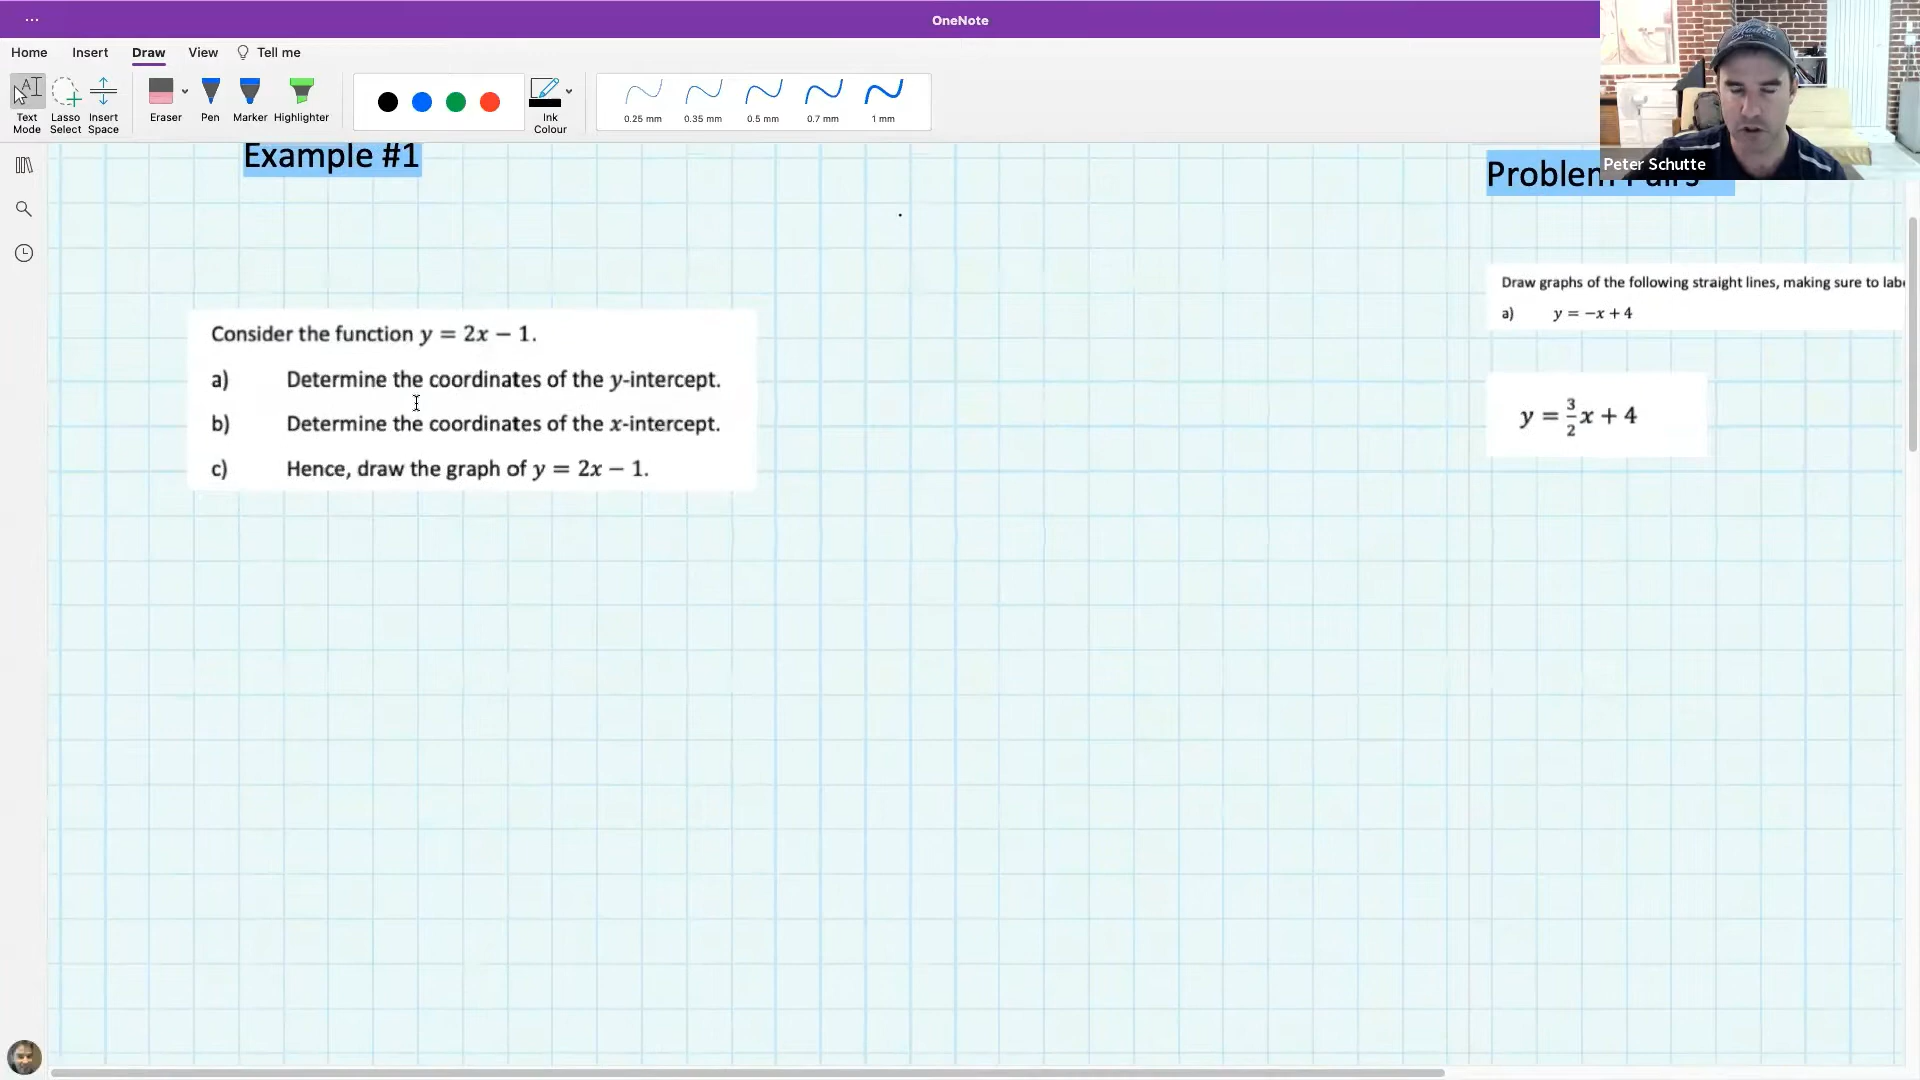 OneNote
Home Insert Draw View Tell me
Text Mode
Lasso Select
Insert Space
Eraser
Pen
Marker
Highlighter
Ink Colour
0.25 mm 0.35 mm 0.5 mm 0.7 mm 1 mm
Peter Schutte
Example #1
Consider the function y = 2x − 1.
a) Determine the coordinates of the y-intercept.
b) Determine the coordinates of the x-intercept.
c) Hence, draw the graph of y = 2x − 1.
Problem Pairs
Draw graphs of the following straight lines, making sure to lab
a) y = −x + 4
y = 3/2 x + 4